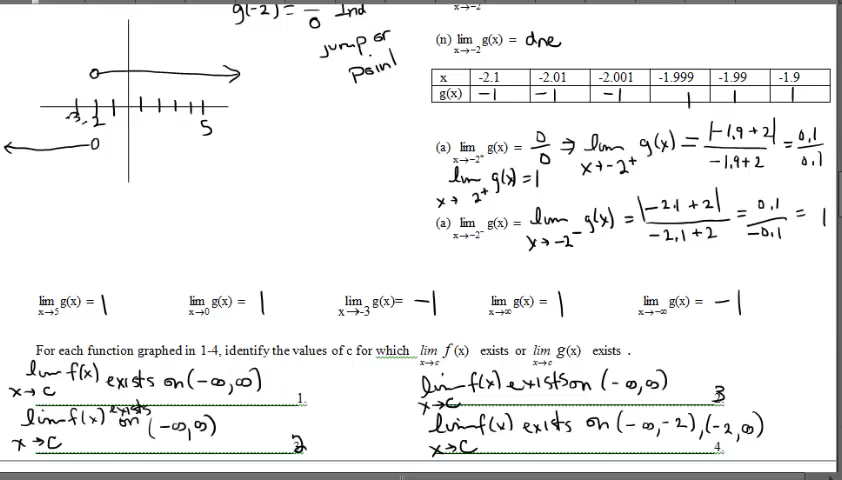 g(-2) = /0 Ind
jump or
point
-3 -1
5
x→-2
(n) lim g(x) = dne
x→-2
x -2.1 -2.01 -2.001 -1.999 -1.99 -1.9
g(x) -1 -1 -1 1 1 1
(a) lim g(x) = 0/0 ⇒ lim g(x) = |-1.9+2|/-1.9+2 = 0.1/0.1
x→-2⁺ x→-2⁺
lim g(x) = 1
x→ 2⁺
(a) lim g(x) = lim g(x) = |-2.1+2|/-2.1+2 = 0.1/-0.1 = 1
x→-2⁻ x→-2⁻
lim g(x) = 1 lim g(x) = 1 lim g(x)= -1 lim g(x) = 1 lim g(x) = -1
x→5 x→0 x→-3 x→∞ x→-∞
For each function graphed in 1-4, identify the values of c for which lim f(x) exists or lim g(x) exists .
x→c x→c
lim f(x) exists on (-∞,∞)
x→c 1.
lim f(x) exists on (-∞,∞)
x→c 2
lim f(x) exists on (-∞,∞)
x→c 3
lim f(x) exists on (-∞,-2),(-2,∞)
x→c 4.